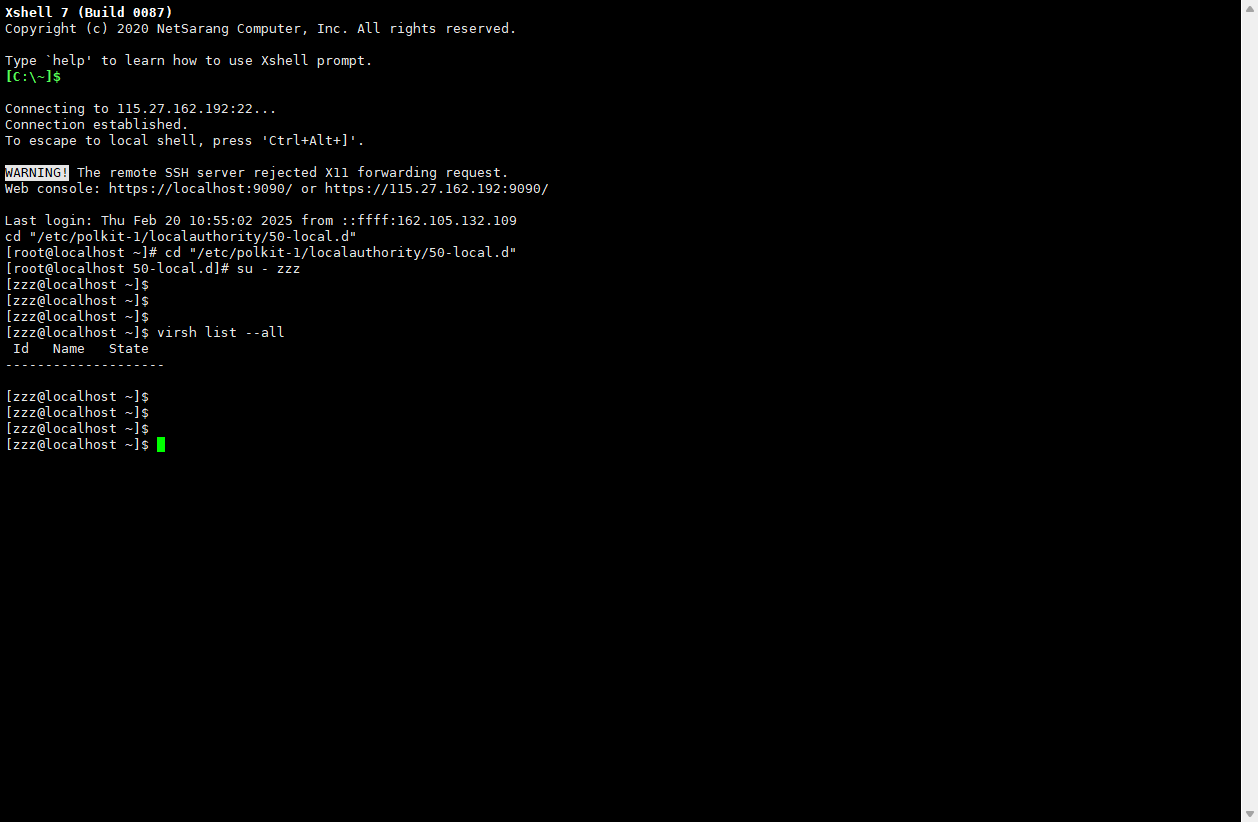 Xshell 7 (Build 0087)
Copyright (c) 2020 NetSarang Computer, Inc. All rights reserved.
Type `help' to learn how to use Xshell prompt.
[C:\~]$
Connecting to 115.27.162.192:22...
Connection established.
To escape to local shell, press 'Ctrl+Alt+]'.
WARNING! The remote SSH server rejected X11 forwarding request.
Web console: https://localhost:9090/ or https://115.27.162.192:9090/
Last login: Thu Feb 20 10:55:02 2025 from ::ffff:162.105.132.109
cd "/etc/polkit-1/localauthority/50-local.d"
[root@localhost ~]# cd "/etc/polkit-1/localauthority/50-local.d"
[root@localhost 50-local.d]# su - zzz
[zzz@localhost ~]$
[zzz@localhost ~]$
[zzz@localhost ~]$
[zzz@localhost ~]$ virsh list --all
 Id   Name   State
--------------------
[zzz@localhost ~]$
[zzz@localhost ~]$
[zzz@localhost ~]$
[zzz@localhost ~]$